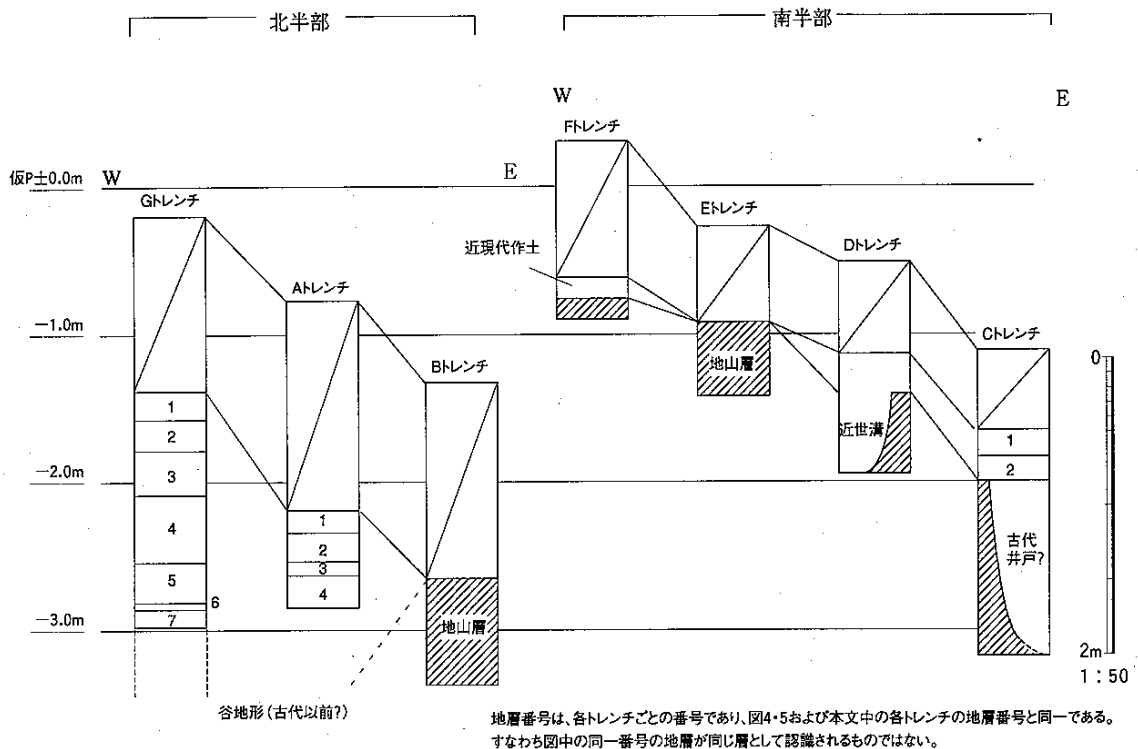 北半部
南半部
W
E
Fトレンチ
仮P±0.0m
W
E
Gトレンチ
Eトレンチ
近現代作土
Dトレンチ
Aトレンチ
−1.0m
Cトレンチ
Bトレンチ
地山層
0
1
2
3
4
5
6
7
近世溝
1
2
−2.0m
1
2
3
4
古代
井戸?
地山層
−3.0m
2m
1:50
谷地形(古代以前?)
地層番号は、各トレンチごとの番号であり、図4・5および本文中の各トレンチの地層番号と同一である。
すなわち図中の同一番号の地層が同じ層として認識されるものではない。